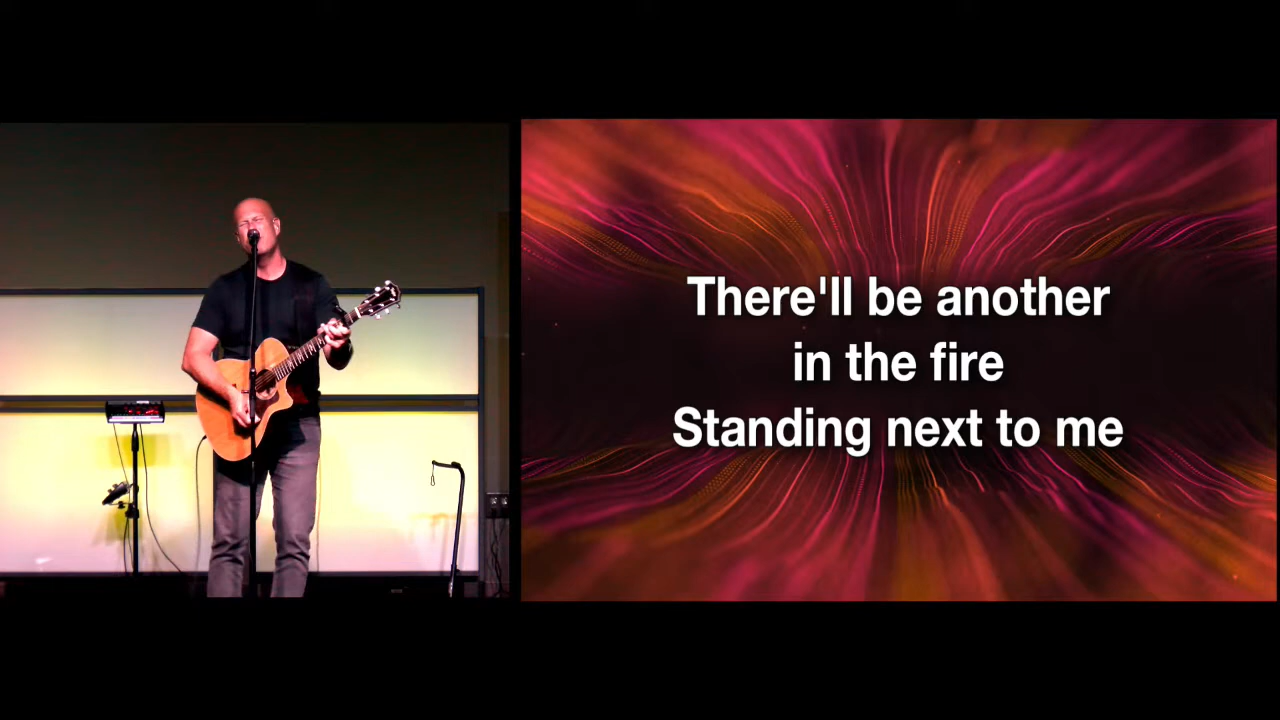 There'll be another
in the fire
Standing next to me